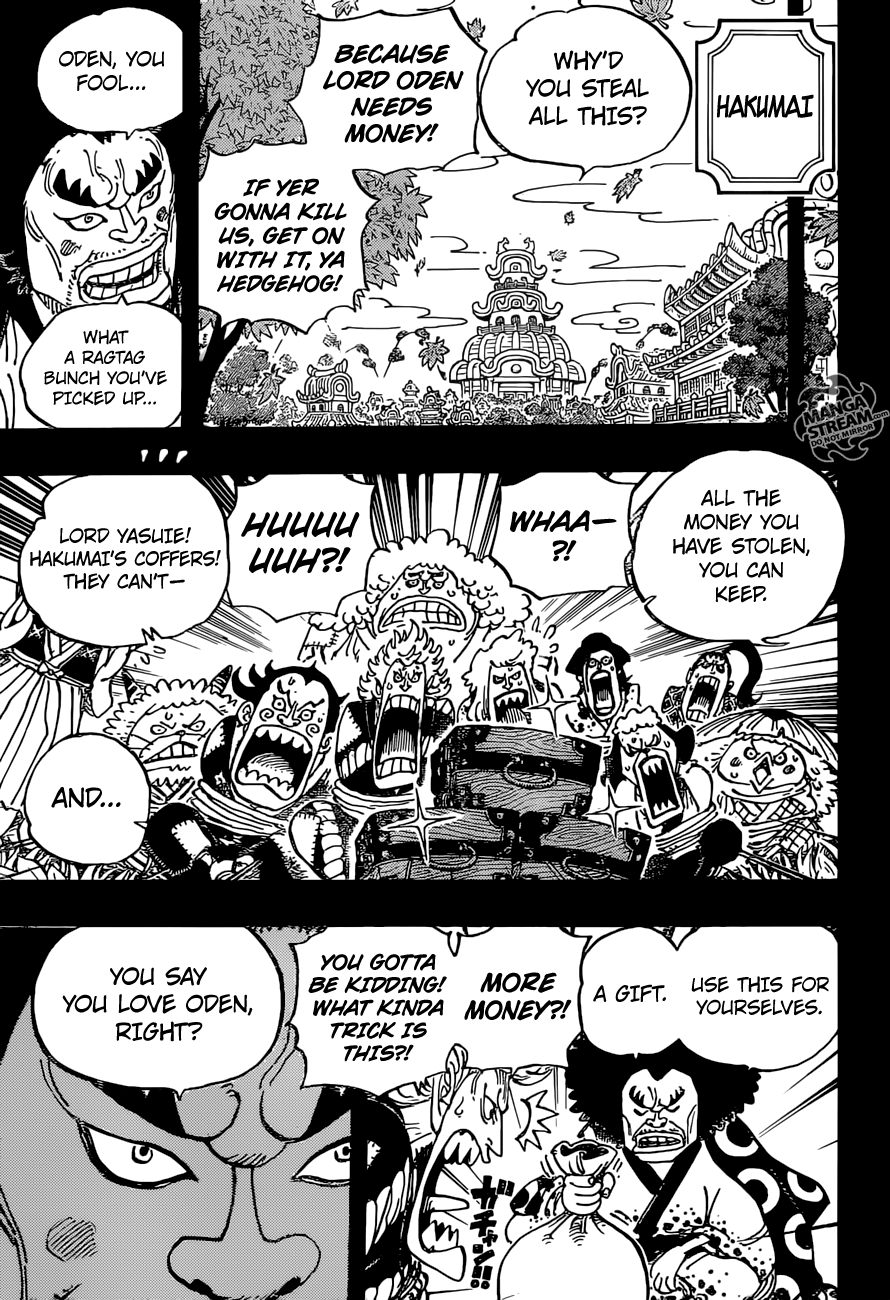 HAKUMAI
WHY'D
YOU STEAL
ALL THIS?
BECAUSE
LORD ODEN
NEEDS
MONEY!
IF YER
GONNA KILL
US, GET ON
WITH IT, YA
HEDGEHOG!
ODEN, YOU
FOOL...
WHAT
A RAGTAG
BUNCH YOU'VE
PICKED UP...
MANGA
STREAM.com
DO NOT MIRROR
ALL THE
MONEY YOU
HAVE STOLEN,
YOU CAN
KEEP.
WHAA—
?!
HUUUU
UUH?!
LORD YASUIE!
HAKUMAI'S COFFERS!
THEY CAN'T—
AND...
USE THIS FOR
YOURSELVES.
A GIFT.
MORE
MONEY?!
YOU GOTTA
BE KIDDING!
WHAT KINDA
TRICK IS
THIS?!
ガチャン!!
YOU SAY
YOU LOVE ODEN,
RIGHT?